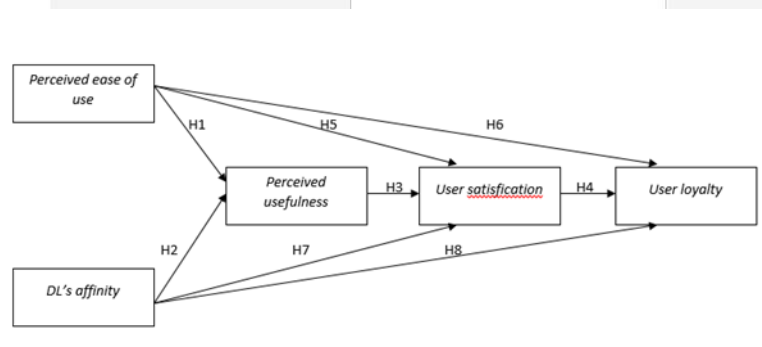 Perceived ease of
use
H1
H5
H6
Perceived
usefulness
H3
User satisfication
H4
User loyalty
H2
H7
H8
DL's affinity